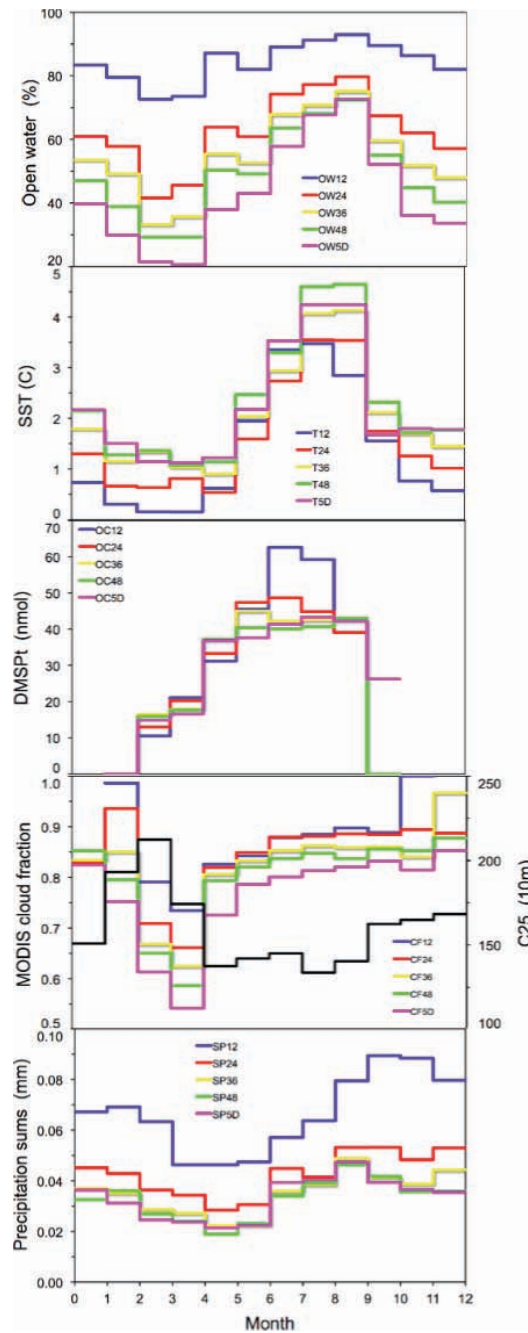 100
80
60
40
20
Open water (%)
OW12
OW24
OW36
OW48
OW5D
5
4
3
2
1
0
SST (C)
T12
T24
T36
T48
T5D
70
60
50
40
30
20
10
0
DMSPt (nmol)
OC12
OC24
OC36
OC48
OC5D
1.0
0.9
0.8
0.7
0.6
0.5
MODIS cloud fraction
250
200
150
100
C25 (10m)
CF12
CF24
CF36
CF48
CF5D
0.10
0.08
0.06
0.04
0.02
0.00
Precipitation sums (mm)
SP12
SP24
SP36
SP48
SP5D
0 1 2 3 4 5 6 7 8 9 10 11 12
Month